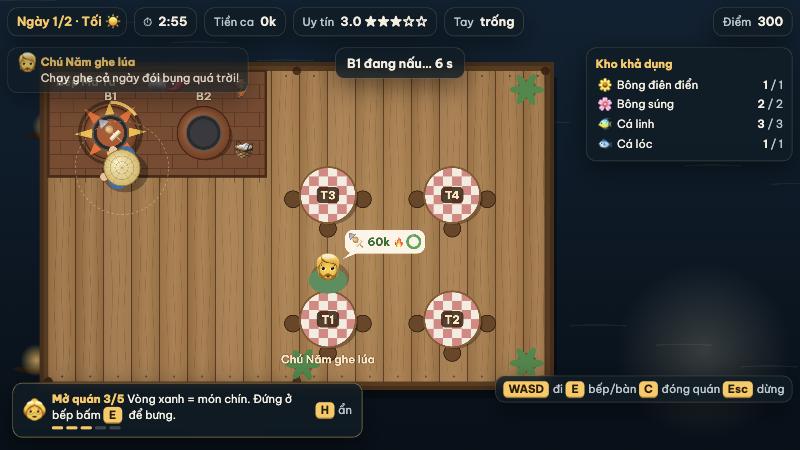 Ngày 1/2 · Tối
2:55
Tiền ca 0k
Uy tín 3.0 ★★★☆☆
Tay trống
Điểm 300
Chú Năm ghe lúa
Chạy ghe cả ngày đói bụng quá trời!
B1 đang nấu... 6 s
Kho khả dụng
Bông điên điển 1/1
Bông súng 2/2
Cá linh 3/3
Cá lóc 1/1
B1
B2
T3
T4
60k
T1
T2
Chú Năm ghe lúa
WASD đi E bếp/bàn C đóng quán Esc dừng
Mở quán 3/5 Vòng xanh = món chín. Đứng ở
bếp bấm E để bưng.
H ẩn